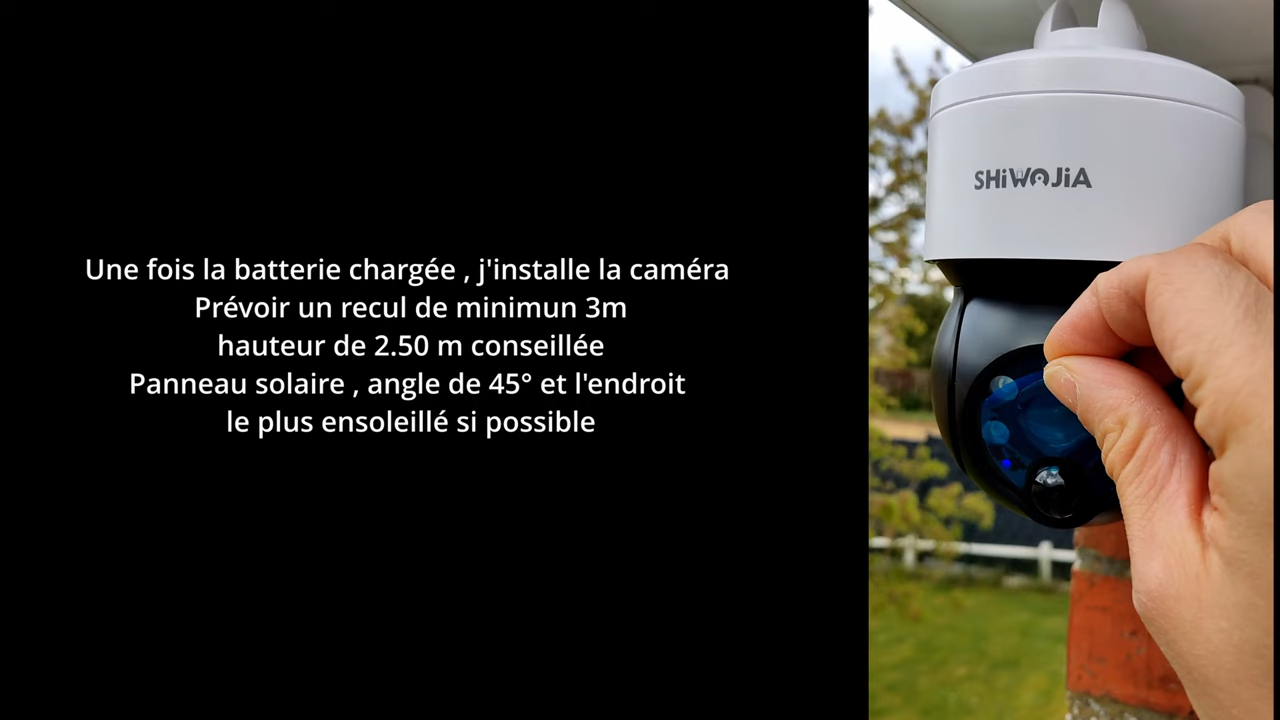 Une fois la batterie chargée , j'installe la caméra
Prévoir un recul de minimun 3m
hauteur de 2.50 m conseillée
Panneau solaire , angle de 45° et l'endroit
le plus ensoleillé si possible
SHiWOJiA